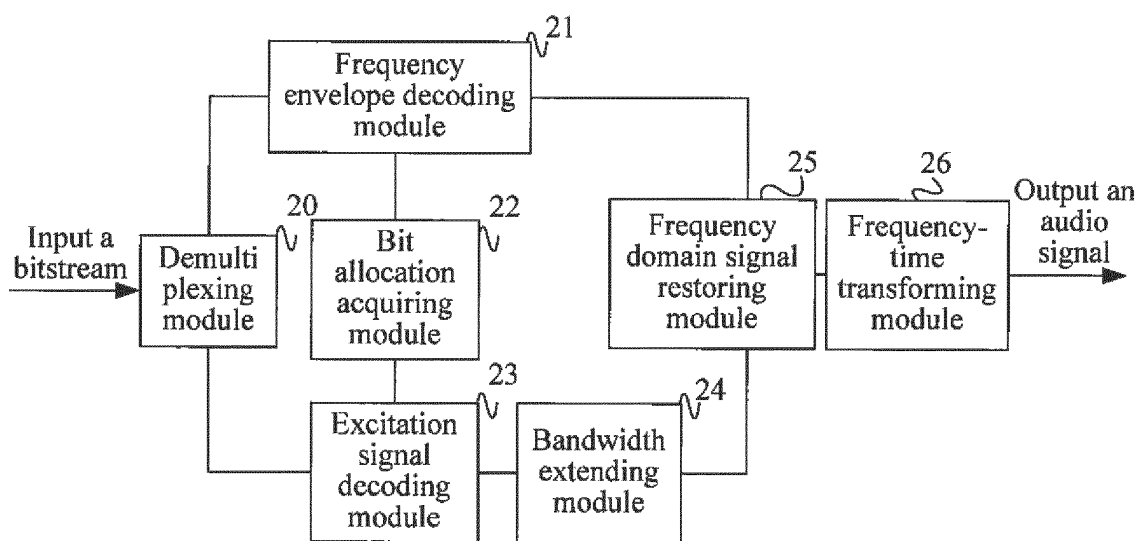 21
Frequency
envelope decoding
module
20
22
25
26
Input a
bitstream
Demulti
plexing
module
Bit
allocation
acquiring
module
Frequency
domain signal
restoring
module
Frequency-
time
transforming
module
Output an
audio
signal
23
24
Excitation
signal
decoding
module
Bandwidth
extending
module